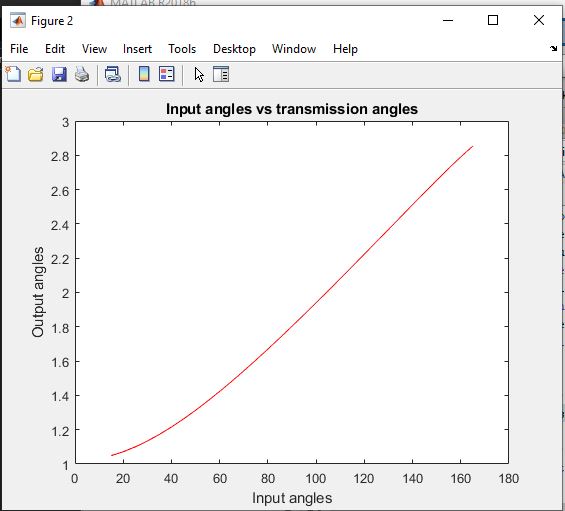 MATLAB R2018b
Figure 2
File Edit View Insert Tools Desktop Window Help
Input angles vs transmission angles
3
2.8
2.6
2.4
2.2
2
1.8
1.6
1.4
1.2
1
Output angles
0 20 40 60 80 100 120 140 160 180
Input angles